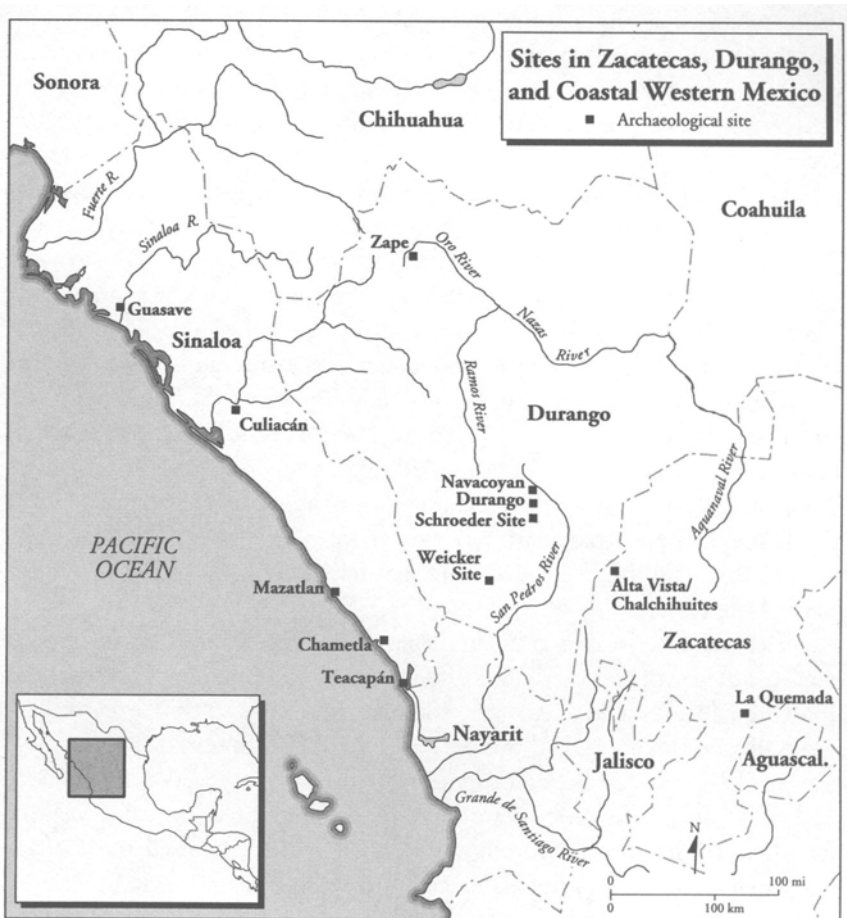 Sites in Zacatecas, Durango,
and Coastal Western Mexico
■ Archaeological site
Sonora
Chihuahua
Coahuila
Fuerte R.
Sinaloa R.
Zape
Oro River
Guasave
Sinaloa
Nazas
River
Ramos River
Culiacán
Durango
Aquanaval River
Navacoyan
Durango
Schroeder Site
PACIFIC
OCEAN
Weicker
Site
San Pedros River
Alta Vista/
Chalchihuites
Mazatlan
Chametla
Zacatecas
Teacapán
La Quemada
Nayarit
Jalisco
Aguascal.
Grande de
Santiago River
N
0 100 mi
0 100 km